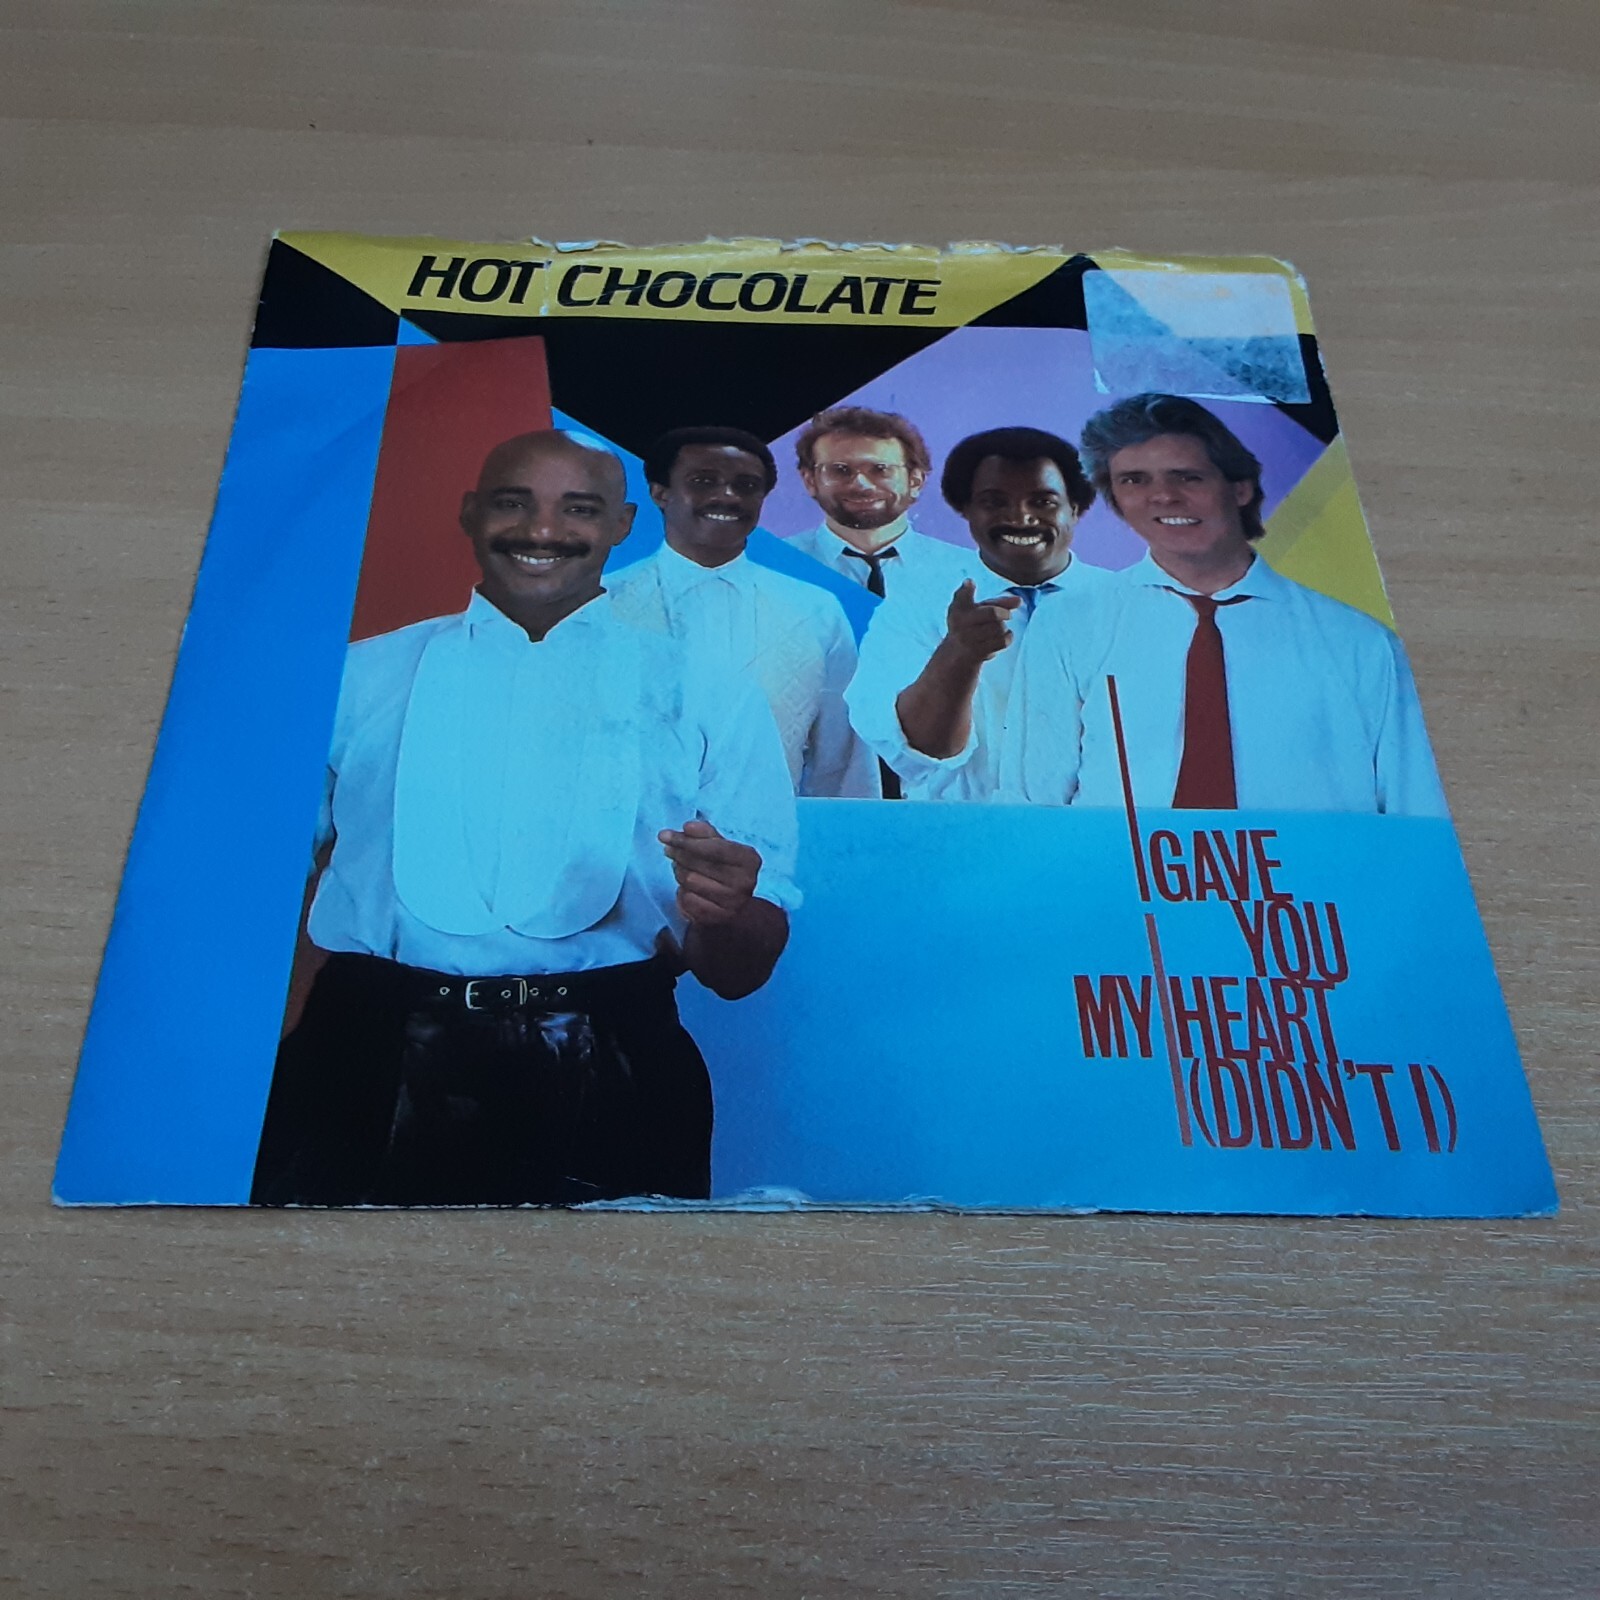 HOT CHOCOLATE
I GAVE
YOU
MY HEART
(DIDN'T I)